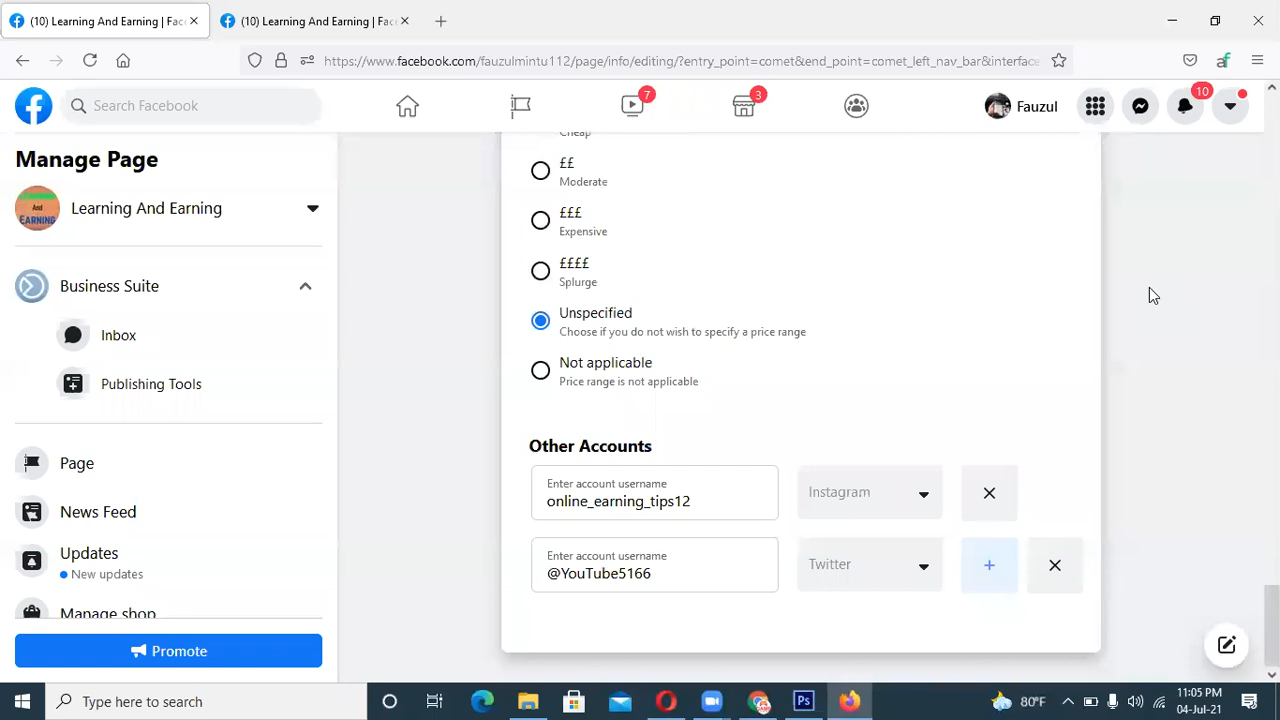 (10) Learning And Earning | Fac
(10) Learning And Earning | Fac
https://www.facebook.com/fauzulmintu112/page/info/editing/?entry_point=comet&end_point=comet_left_nav_bar&interface
Search Facebook
7
3
Fauzul
10
Manage Page
And
EARNING
Learning And Earning
Business Suite
Inbox
Publishing Tools
Page
News Feed
Updates
New updates
Manage shop
Promote
Cheap
££
Moderate
£££
Expensive
££££
Splurge
Unspecified
Choose if you do not wish to specify a price range
Not applicable
Price range is not applicable
Other Accounts
Enter account username
online_earning_tips12
Instagram
Enter account username
@YouTube5166
Twitter
Type here to search
Ps
80°F
11:05 PM
04-Jul-21